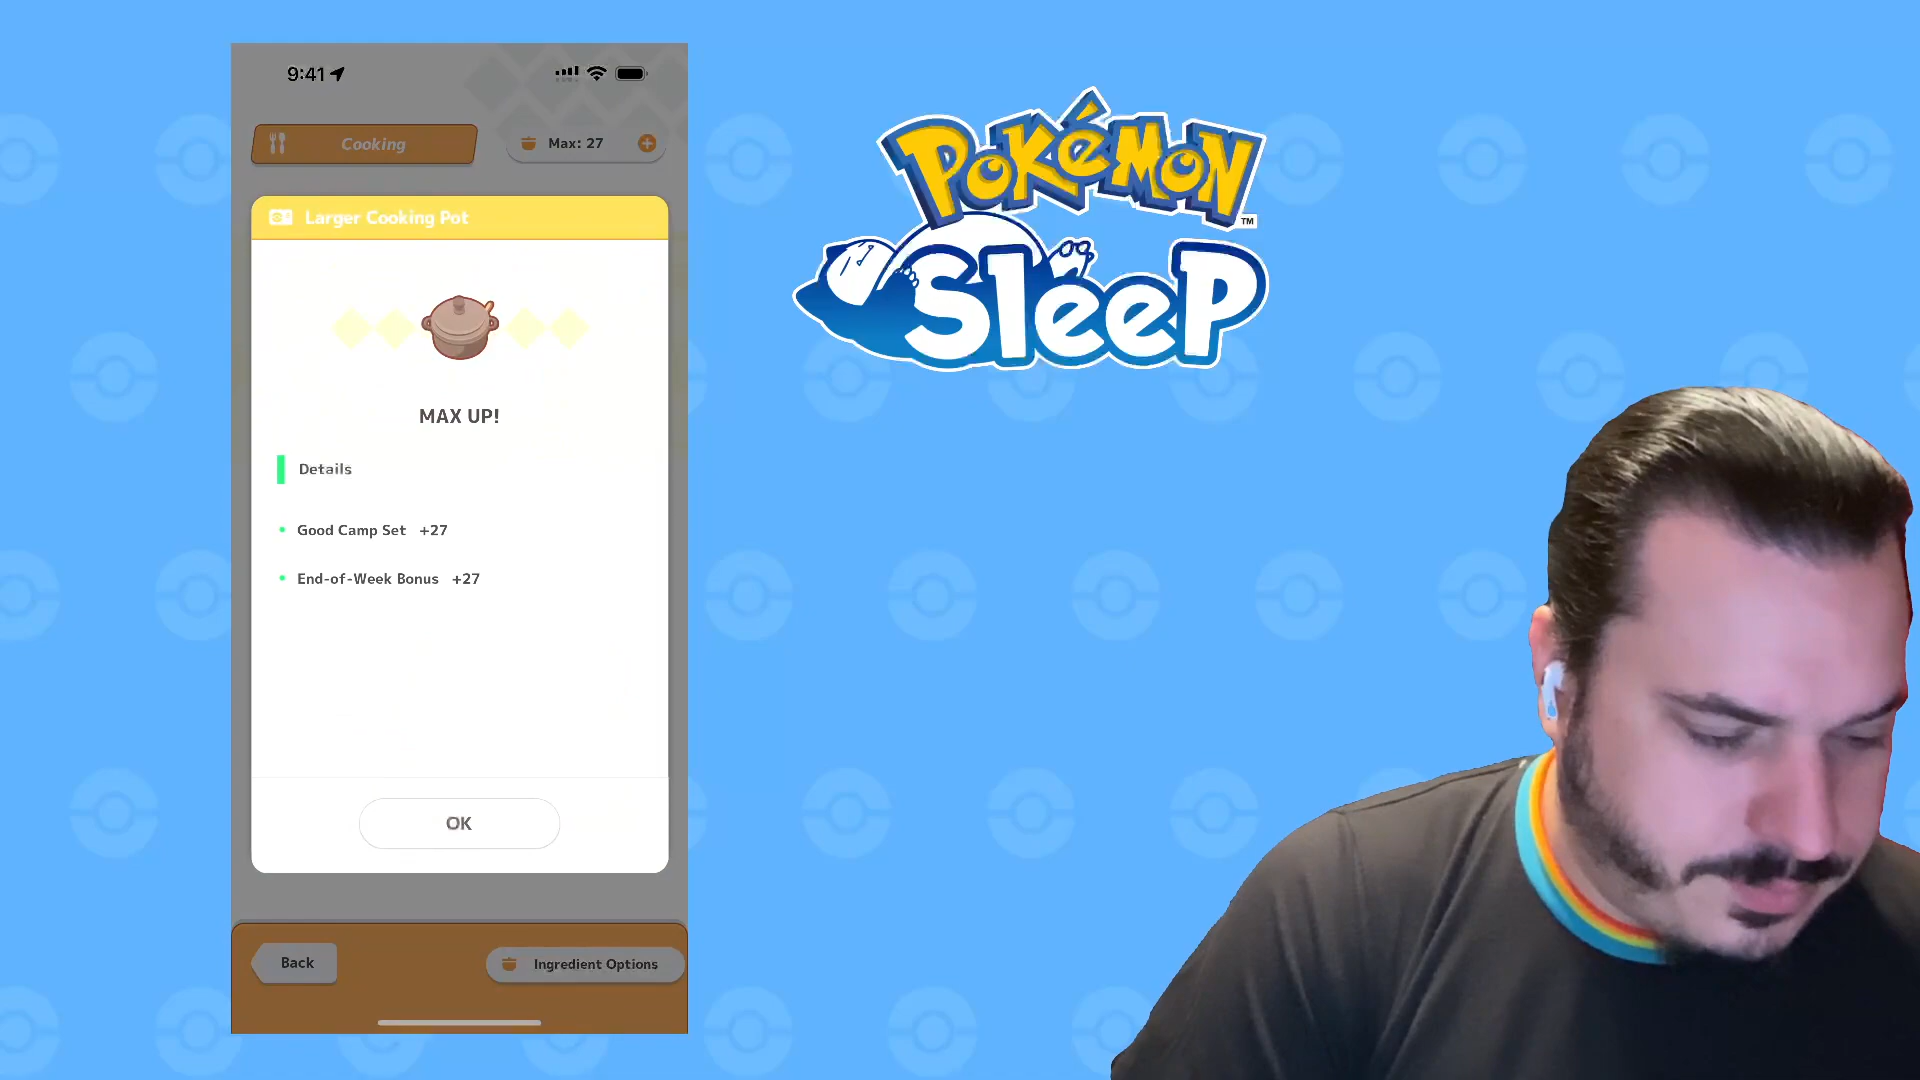 9:41
Cooking
Max: 27
Larger Cooking Pot
MAX UP!
Details
Good Camp Set +27
End-of-Week Bonus +27
OK
Back
Ingredient Options
POKéMON
TM
SleeP